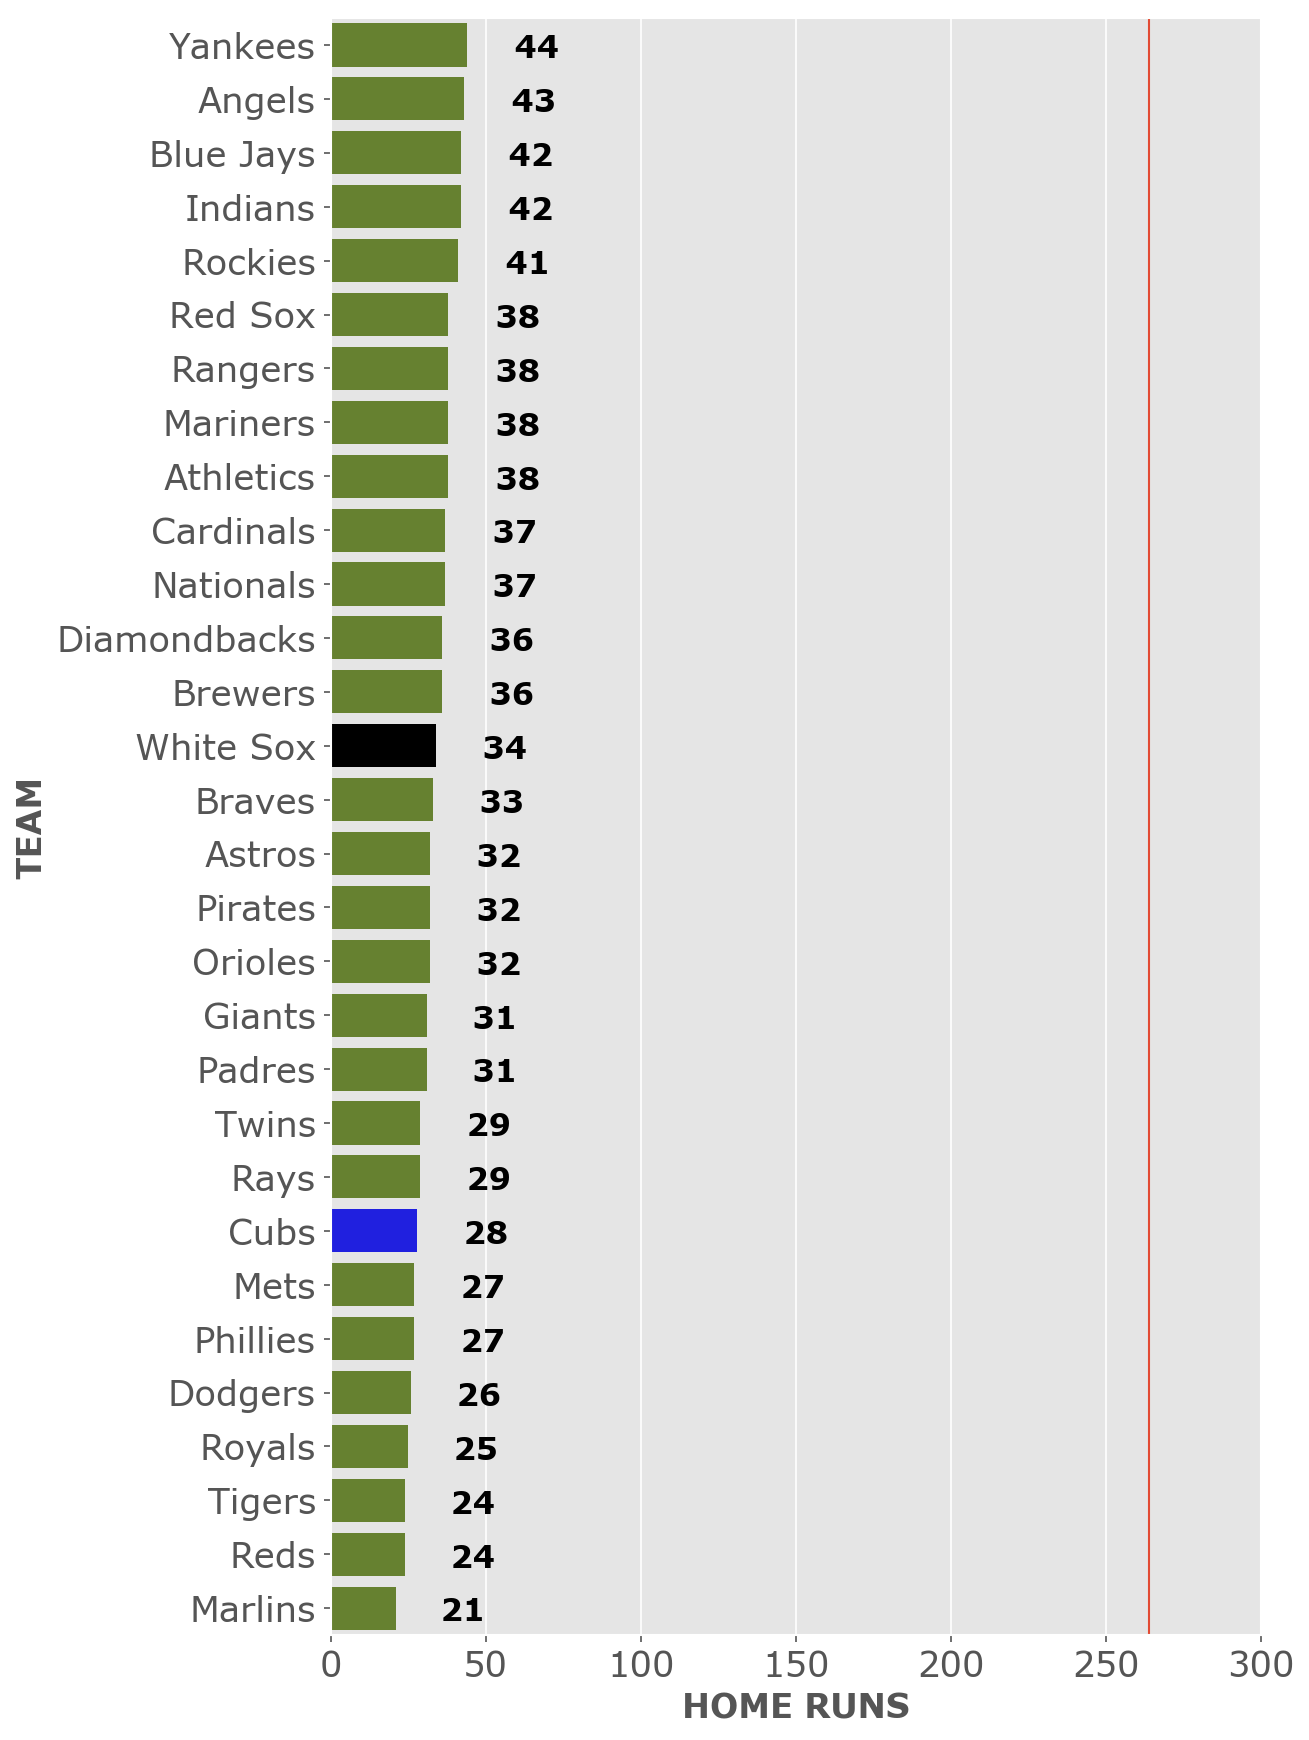 Yankees 44
Angels 43
Blue Jays 42
Indians 42
Rockies 41
Red Sox 38
Rangers 38
Mariners 38
Athletics 38
Cardinals 37
Nationals 37
Diamondbacks 36
Brewers 36
White Sox 34
Braves 33
Astros 32
Pirates 32
Orioles 32
Giants 31
Padres 31
Twins 29
Rays 29
Cubs 28
Mets 27
Phillies 27
Dodgers 26
Royals 25
Tigers 24
Reds 24
Marlins 21
TEAM
0 50 100 150 200 250 300
HOME RUNS